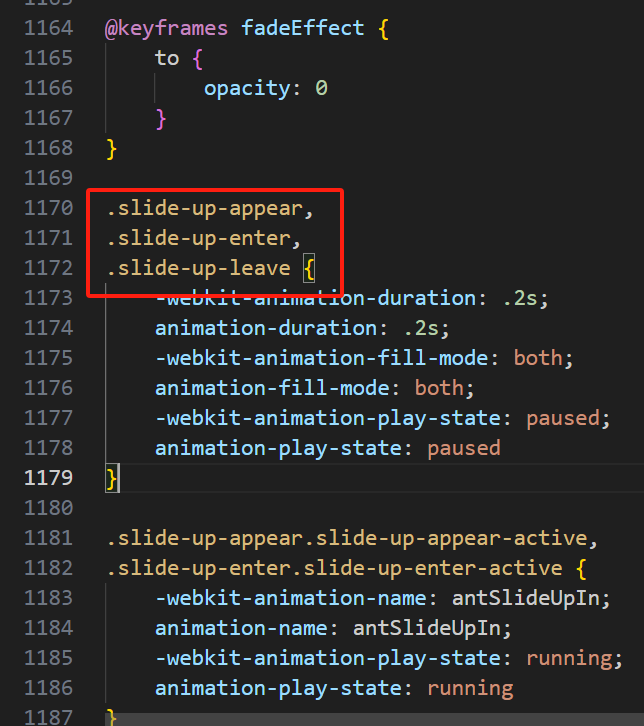 1164 @keyframes fadeEffect {
1165 to {
1166 opacity: 0
1167 }
1168 }
1169
1170 .slide-up-appear,
1171 .slide-up-enter,
1172 .slide-up-leave {
1173 -webkit-animation-duration: .2s;
1174 animation-duration: .2s;
1175 -webkit-animation-fill-mode: both;
1176 animation-fill-mode: both;
1177 -webkit-animation-play-state: paused;
1178 animation-play-state: paused
1179 }
1180
1181 .slide-up-appear.slide-up-appear-active,
1182 .slide-up-enter.slide-up-enter-active {
1183 -webkit-animation-name: antSlideUpIn;
1184 animation-name: antSlideUpIn;
1185 -webkit-animation-play-state: running;
1186 animation-play-state: running
1187 }